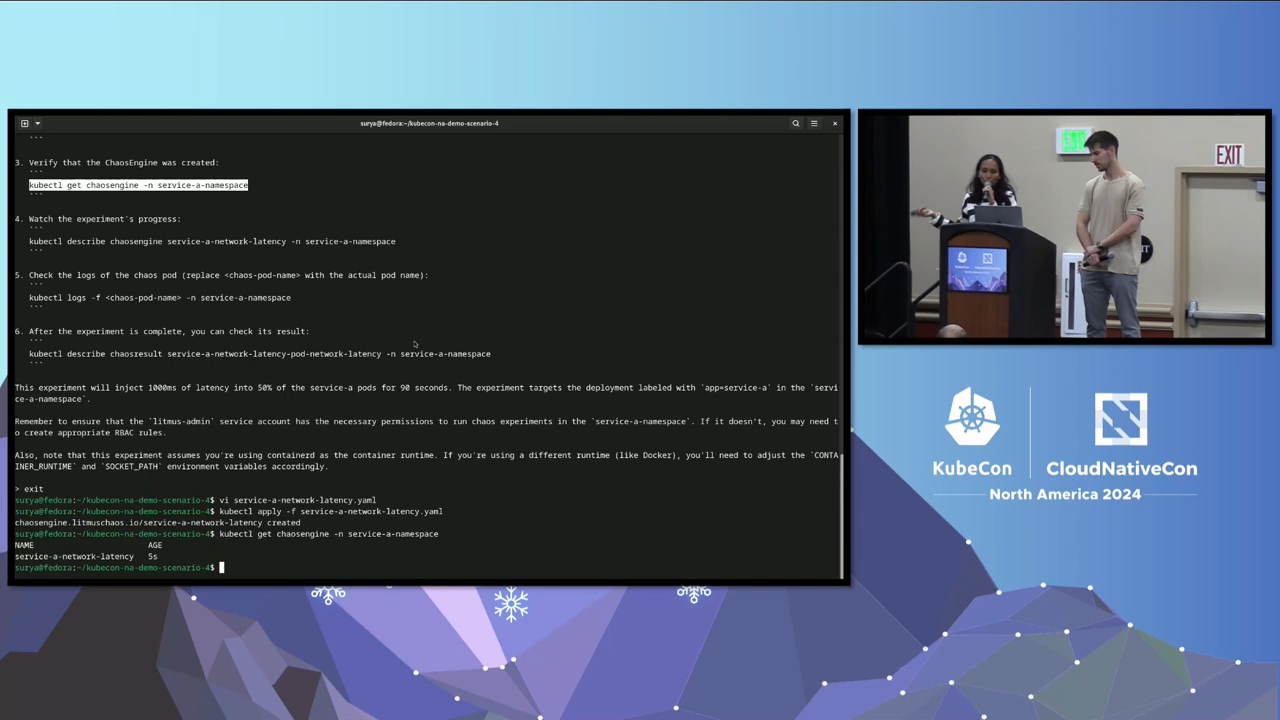 surya@fedora:~/kubecon-na-demo-scenario-4
```
3. Verify that the ChaosEngine was created:
```
kubectl get chaosengine -n service-a-namespace
```
4. Watch the experiment's progress:
```
kubectl describe chaosengine service-a-network-latency -n service-a-namespace
```
5. Check the logs of the chaos pod (replace <chaos-pod-name> with the actual pod name):
```
kubectl logs -f <chaos-pod-name> -n service-a-namespace
```
6. After the experiment is complete, you can check its result:
```
kubectl describe chaosresult service-a-network-latency-pod-network-latency -n service-a-namespace
```
This experiment will inject 1000ms of latency into 50% of the service-a pods for 90 seconds. The experiment targets the deployment labeled with `app=service-a` in the `servi
ce-a-namespace`.
Remember to ensure that the `litmus-admin` service account has the necessary permissions to run chaos experiments in the `service-a-namespace`. If it doesn't, you may need t
o create appropriate RBAC rules.
Also, note that this experiment assumes you're using containerd as the container runtime. If you're using a different runtime (like Docker), you'll need to adjust the `CONTA
INER_RUNTIME` and `SOCKET_PATH` environment variables accordingly.
> exit
surya@fedora:~/kubecon-na-demo-scenario-4$ vi service-a-network-latency.yaml
surya@fedora:~/kubecon-na-demo-scenario-4$ kubectl apply -f service-a-network-latency.yaml
chaosengine.litmuschaos.io/service-a-network-latency created
surya@fedora:~/kubecon-na-demo-scenario-4$ kubectl get chaosengine -n service-a-namespace
NAME AGE
service-a-network-latency 5s
surya@fedora:~/kubecon-na-demo-scenario-4$
EXIT
EXIT
KubeCon
CloudNativeCon
North America 2024